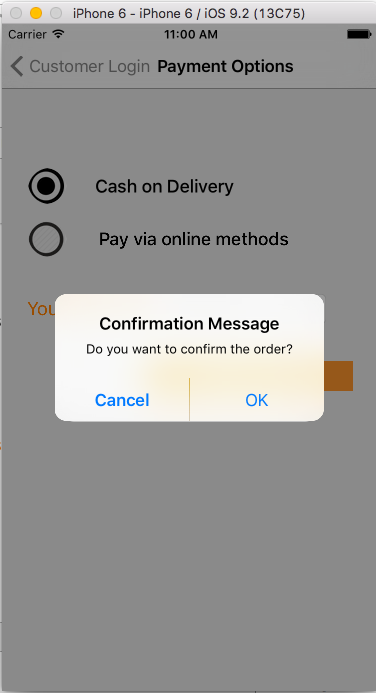 iPhone 6 - iPhone 6 / iOS 9.2 (13C75)
Carrier 11:00 AM
Customer Login Payment Options
Cash on Delivery
Pay via online methods
You
Confirmation Message
Do you want to confirm the order?
Cancel OK